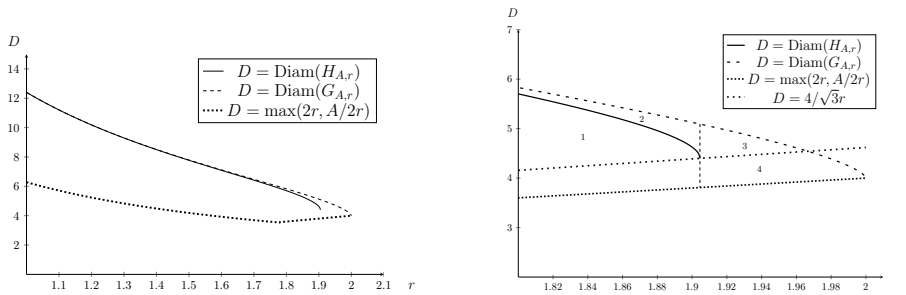 D
14
12
10
8
6
4
2
1.1 1.2 1.3 1.4 1.5 1.6 1.7 1.8 1.9 2 2.1 r
D = Diam(H_{A,r})
D = Diam(G_{A,r})
D = max(2r, A/2r)
D
7
6
5
4
3
1.82 1.84 1.86 1.88 1.9 1.92 1.94 1.96 1.98 2
D = Diam(H_{A,r})
D = Diam(G_{A,r})
D = max(2r, A/2r)
D = 4/√3r
1
2
3
4